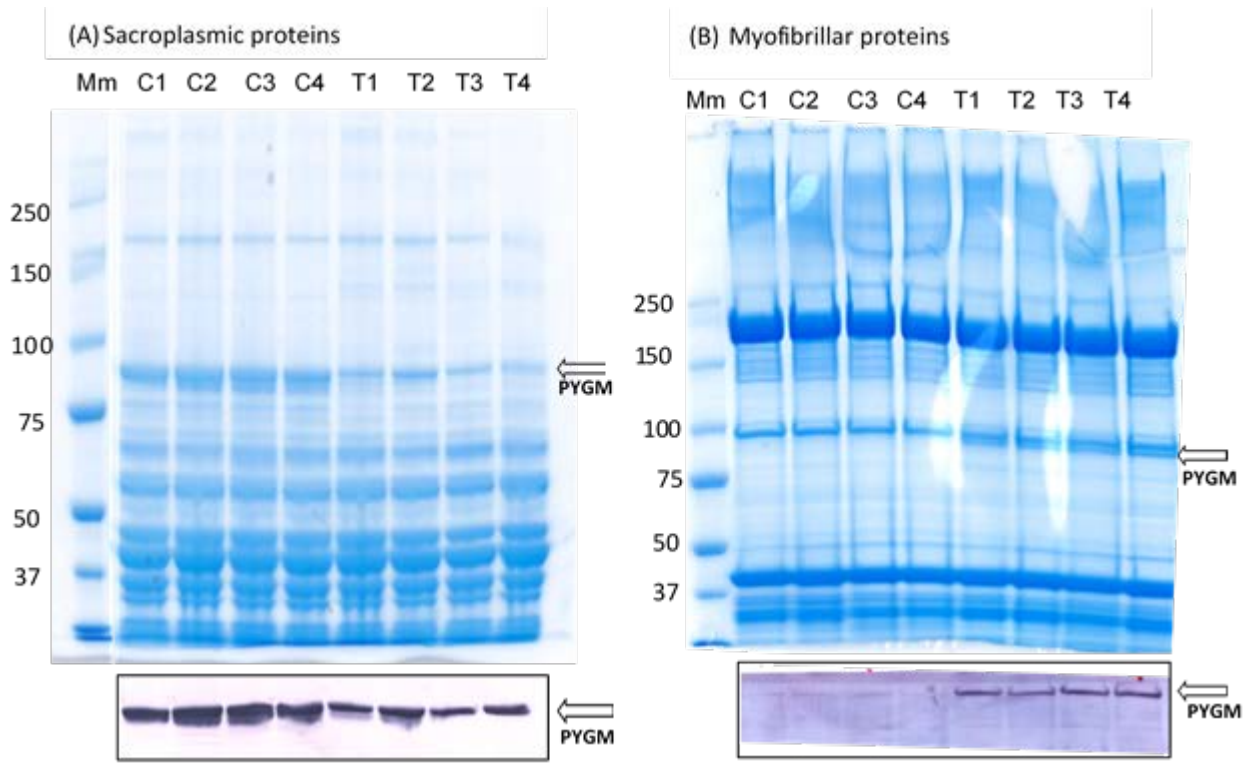 (A) Sacroplasmic proteins
Mm C1 C2 C3 C4 T1 T2 T3 T4
250
150
100
75
50
37
PYGM
PYGM
(B) Myofibrillar proteins
Mm C1 C2 C3 C4 T1 T2 T3 T4
250
150
100
75
50
37
PYGM
PYGM